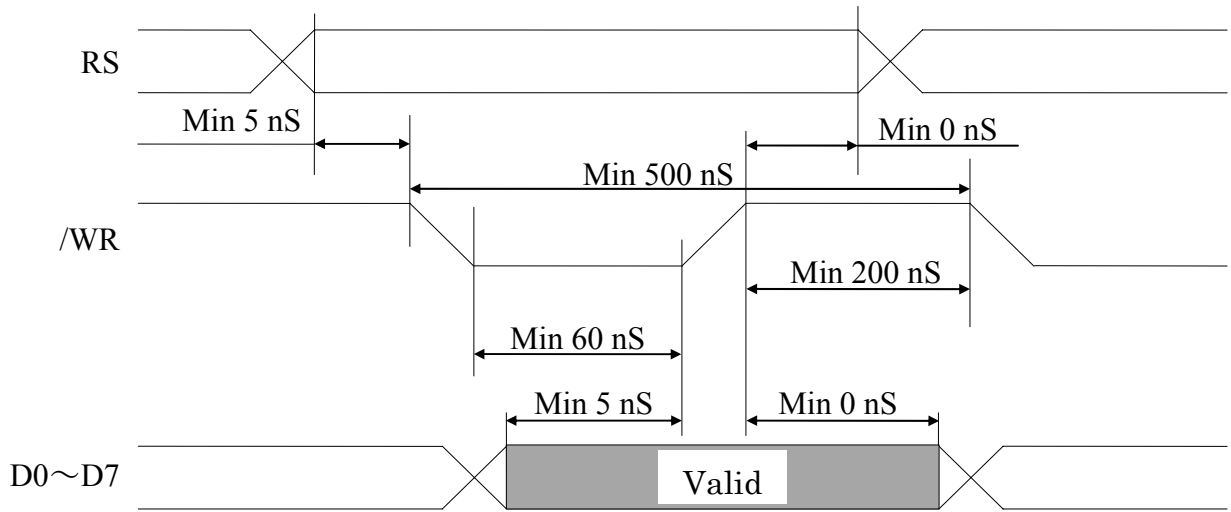 RS
Min 5 nS
Min 0 nS
Min 500 nS
/WR
Min 200 nS
Min 60 nS
Min 5 nS
Min 0 nS
D0～D7
Valid